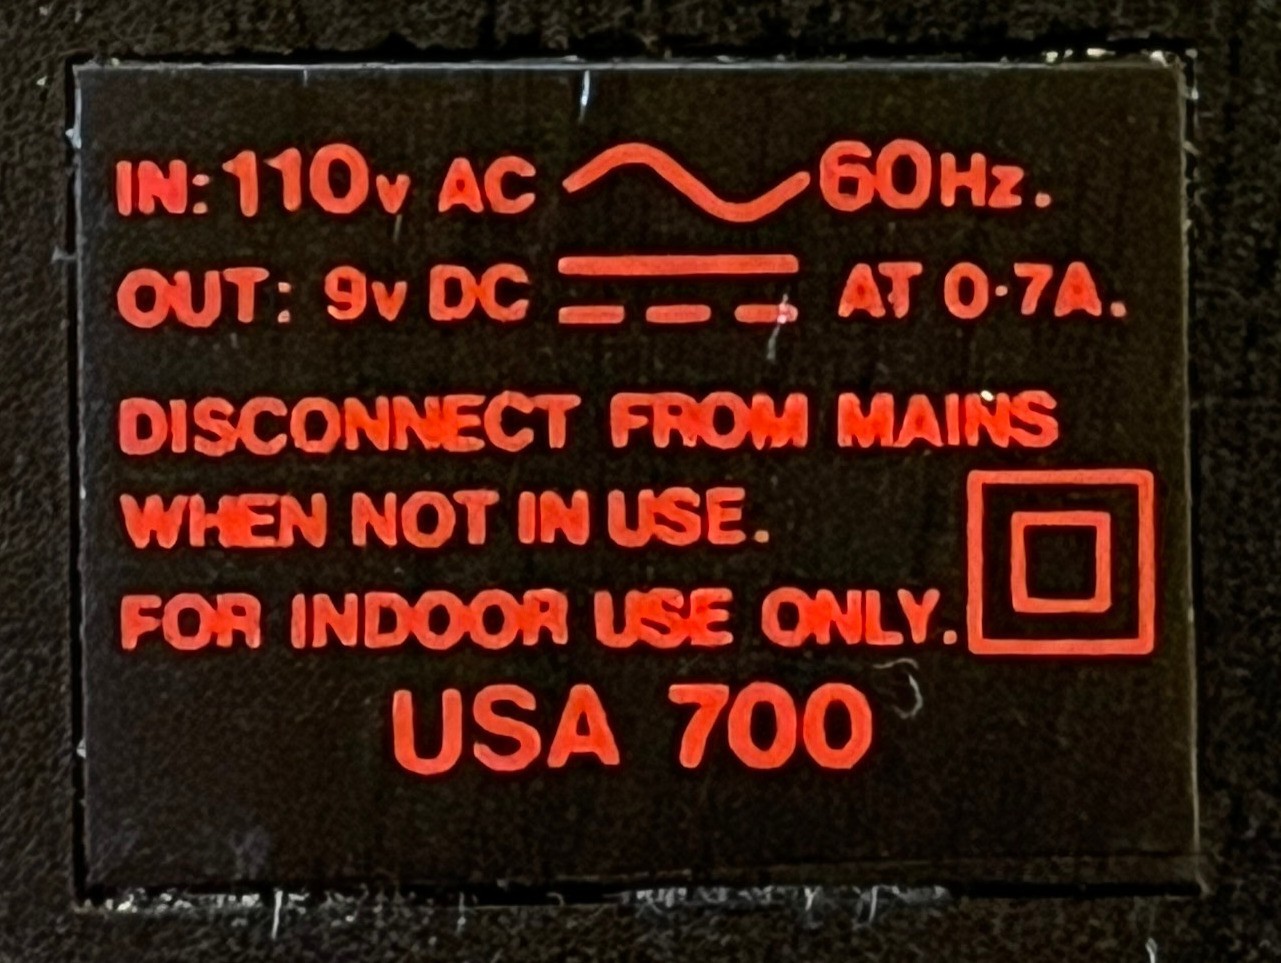 IN: 110v AC 60Hz.
OUT: 9v DC AT 0·7A.
DISCONNECT FROM MAINS
WHEN NOT IN USE.
FOR INDOOR USE ONLY.
USA 700